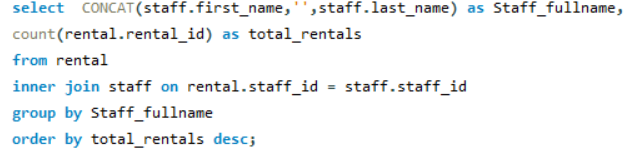 select  CONCAT(staff.first_name,'',staff.last_name) as Staff_fullname,
count(rental.rental_id) as total_rentals
from rental
inner join staff on rental.staff_id = staff.staff_id
group by Staff_fullname
order by total_rentals desc;